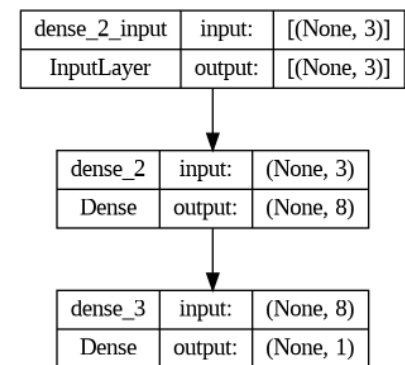 dense_2_input input: [(None, 3)]
InputLayer output: [(None, 3)]
dense_2 input: (None, 3)
Dense output: (None, 8)
dense_3 input: (None, 8)
Dense output: (None, 1)